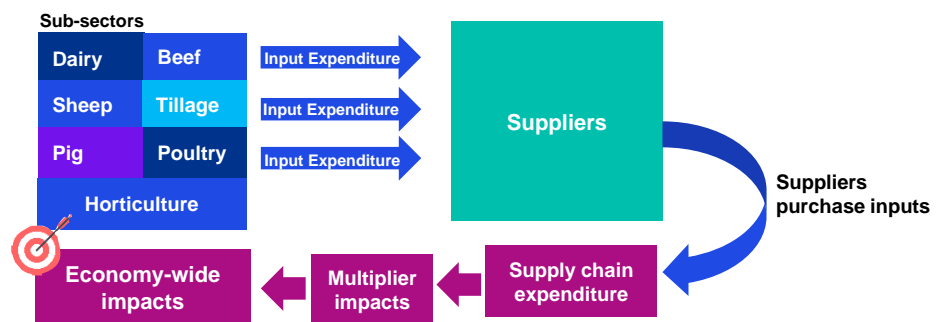 Sub-sectors
Dairy
Beef
Input Expenditure
Sheep
Tillage
Input Expenditure
Suppliers
Pig
Poultry
Input Expenditure
Horticulture
Suppliers
purchase inputs
Economy-wide
impacts
Multiplier
impacts
Supply chain
expenditure